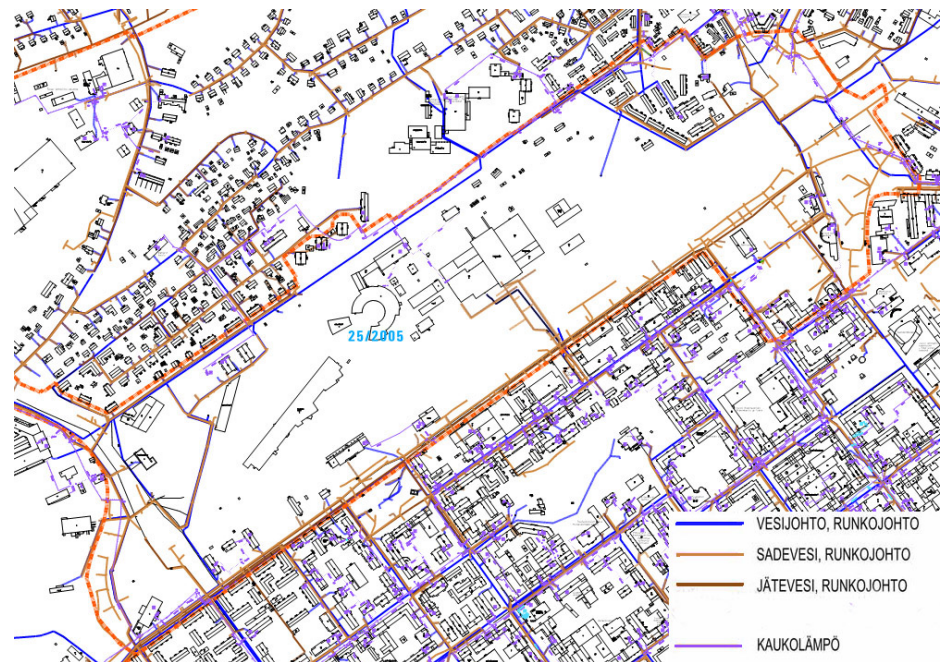 25/2005
VESIJOHTO, RUNKOJOHTO
SADEVESI, RUNKOJOHTO
JÄTEVESI, RUNKOJOHTO
KAUKOLÄMPÖ